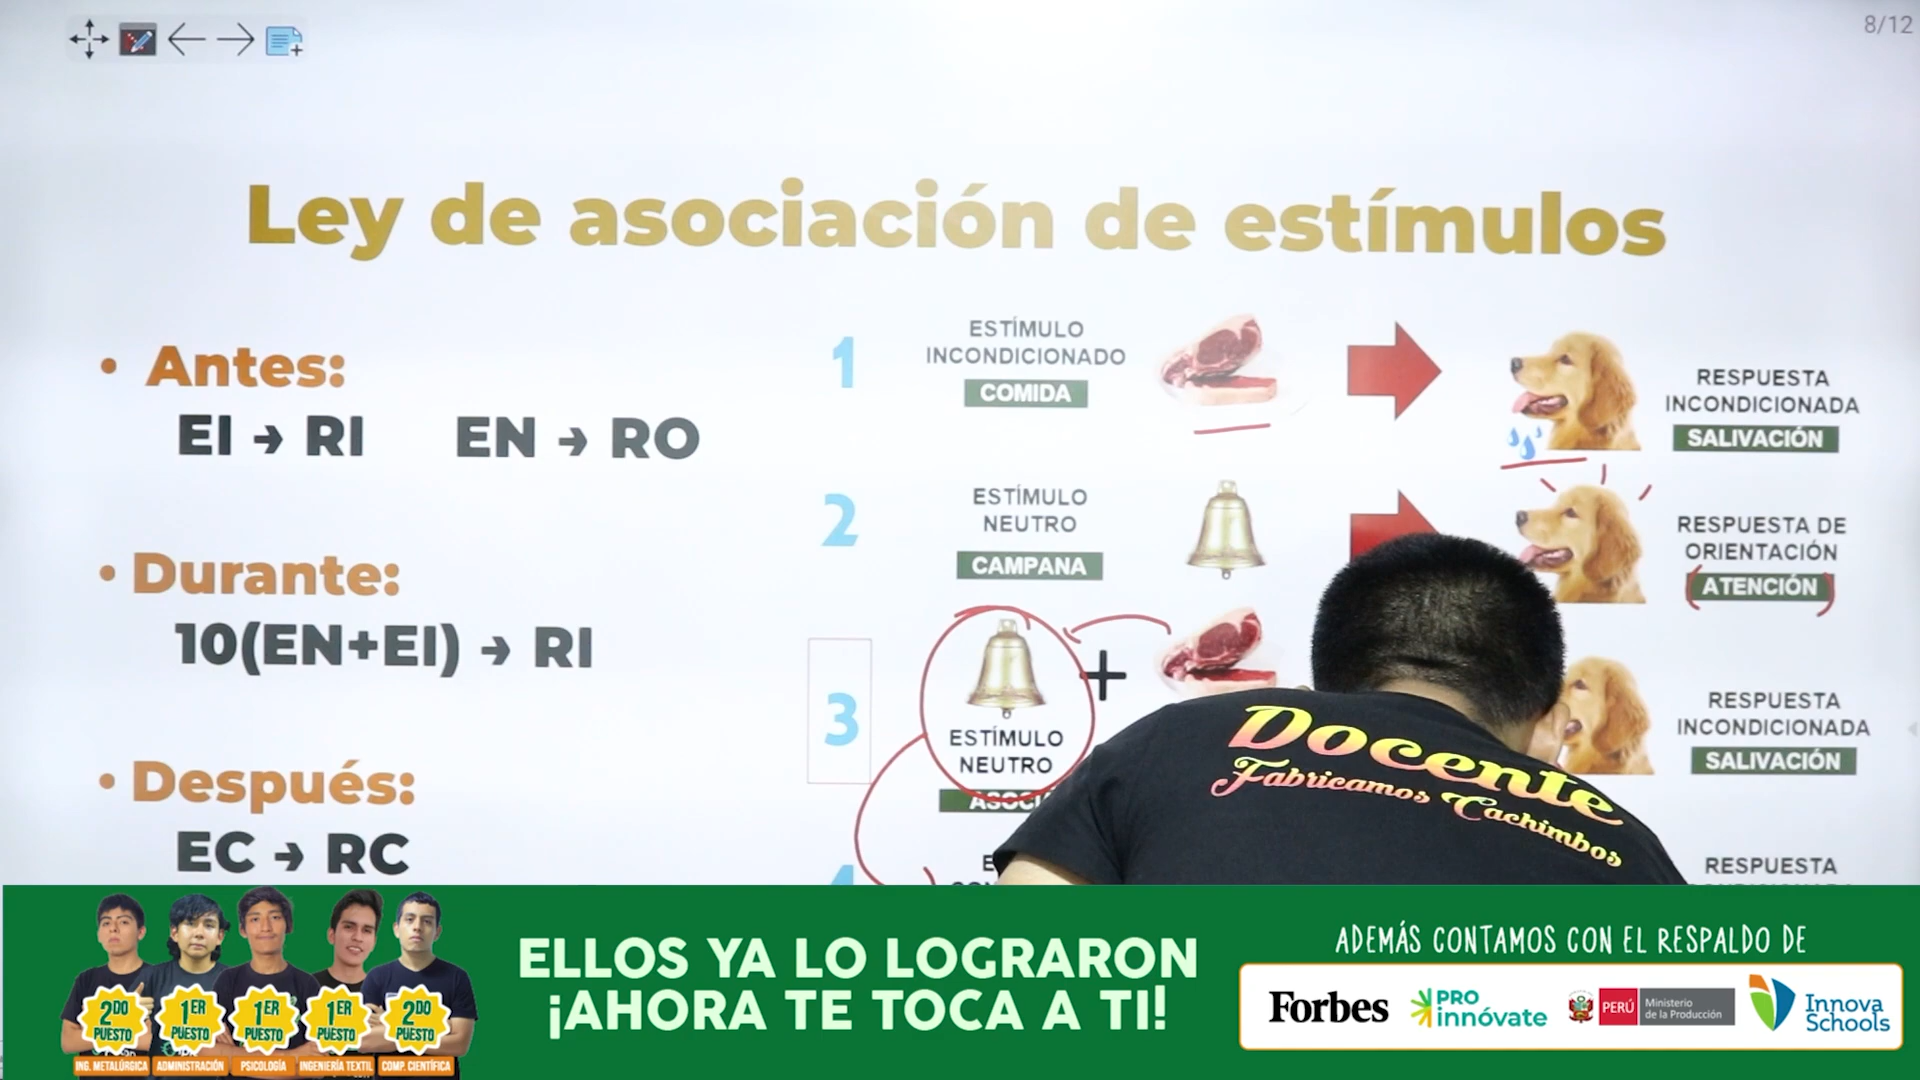 8/12
Ley de asociación de estímulos
• Antes:
EI → RI EN → RO
• Durante:
10(EN+EI) → RI
• Después:
EC → RC
1
ESTÍMULO
INCONDICIONADO
COMIDA
RESPUESTA
INCONDICIONADA
SALIVACIÓN
2
ESTÍMULO
NEUTRO
CAMPANA
RESPUESTA DE
ORIENTACIÓN
(ATENCIÓN)
3
+
ESTÍMULO
NEUTRO
RESPUESTA
INCONDICIONADA
SALIVACIÓN
RESPUESTA
Docente
Fabricamos Cachimbos
2DO PUESTO
ING. METALÚRGICA
1ER PUESTO
ADMINISTRACIÓN
1ER PUESTO
PSICOLOGÍA
1ER PUESTO
INGENIERÍA TEXTIL
2DO PUESTO
COMP. CIENTÍFICA
ELLOS YA LO LOGRARON
¡AHORA TE TOCA A TI!
ADEMÁS CONTAMOS CON EL RESPALDO DE
Forbes
PRO
innóvate
PERÚ
Ministerio
de la Producción
Innova
Schools